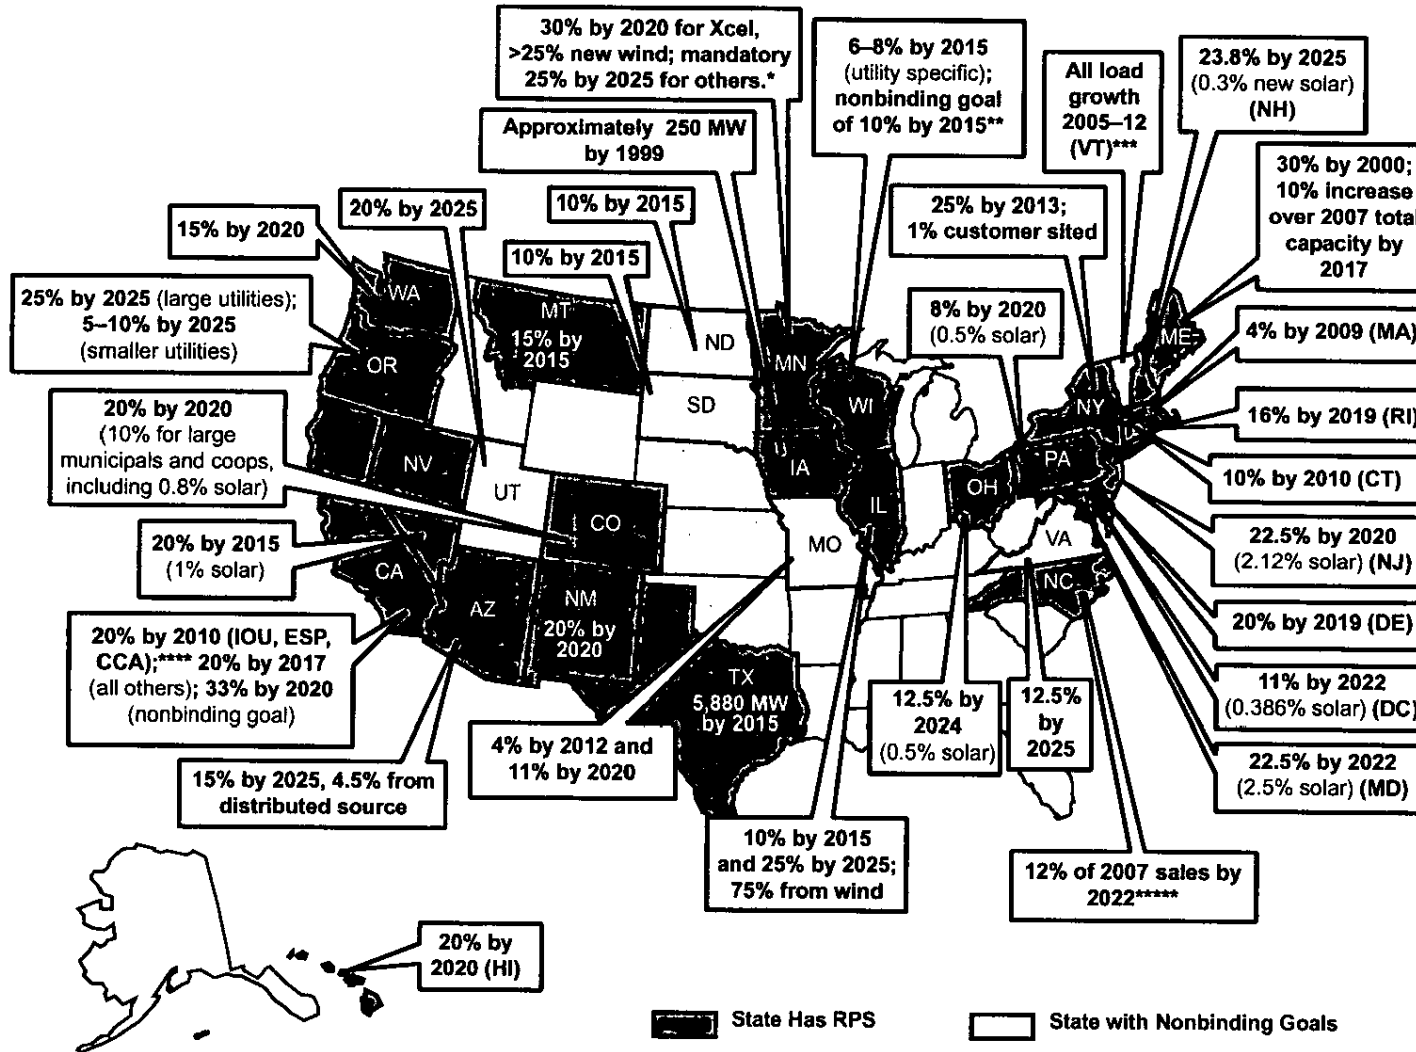 30% by 2020 for Xcel,
>25% new wind; mandatory
25% by 2025 for others.*
6–8% by 2015
(utility specific);
nonbinding goal
of 10% by 2015**
All load
growth
2005–12
(VT)***
23.8% by 2025
(0.3% new solar)
(NH)
Approximately 250 MW
by 1999
30% by 2000;
10% increase
over 2007 total
capacity by
2017
15% by 2020
20% by 2025
10% by 2015
25% by 2013;
1% customer sited
10% by 2015
25% by 2025 (large utilities);
5–10% by 2025
(smaller utilities)
8% by 2020
(0.5% solar)
4% by 2009 (MA)
16% by 2019 (RI)
10% by 2010 (CT)
20% by 2020
(10% for large
municipals and coops,
including 0.8% solar)
22.5% by 2020
(2.12% solar) (NJ)
20% by 2015
(1% solar)
20% by 2019 (DE)
20% by 2010 (IOU, ESP,
CCA);**** 20% by 2017
(all others); 33% by 2020
(nonbinding goal)
11% by 2022
(0.386% solar) (DC)
15% by 2025, 4.5% from
distributed source
4% by 2012 and
11% by 2020
12.5% by
2024
(0.5% solar)
12.5%
by
2025
22.5% by 2022
(2.5% solar) (MD)
10% by 2015
and 25% by 2025;
75% from wind
12% of 2007 sales by
2022*****
20% by
2020 (HI)
WA
MT
15% by
2015
ND
MN
ME
OR
SD
WI
NY
NV
UT
CO
IA
IL
OH
PA
MO
VA
CA
AZ
NM
20% by
2020
NC
TX
5,880 MW
by 2015
State Has RPS
State with Nonbinding Goals